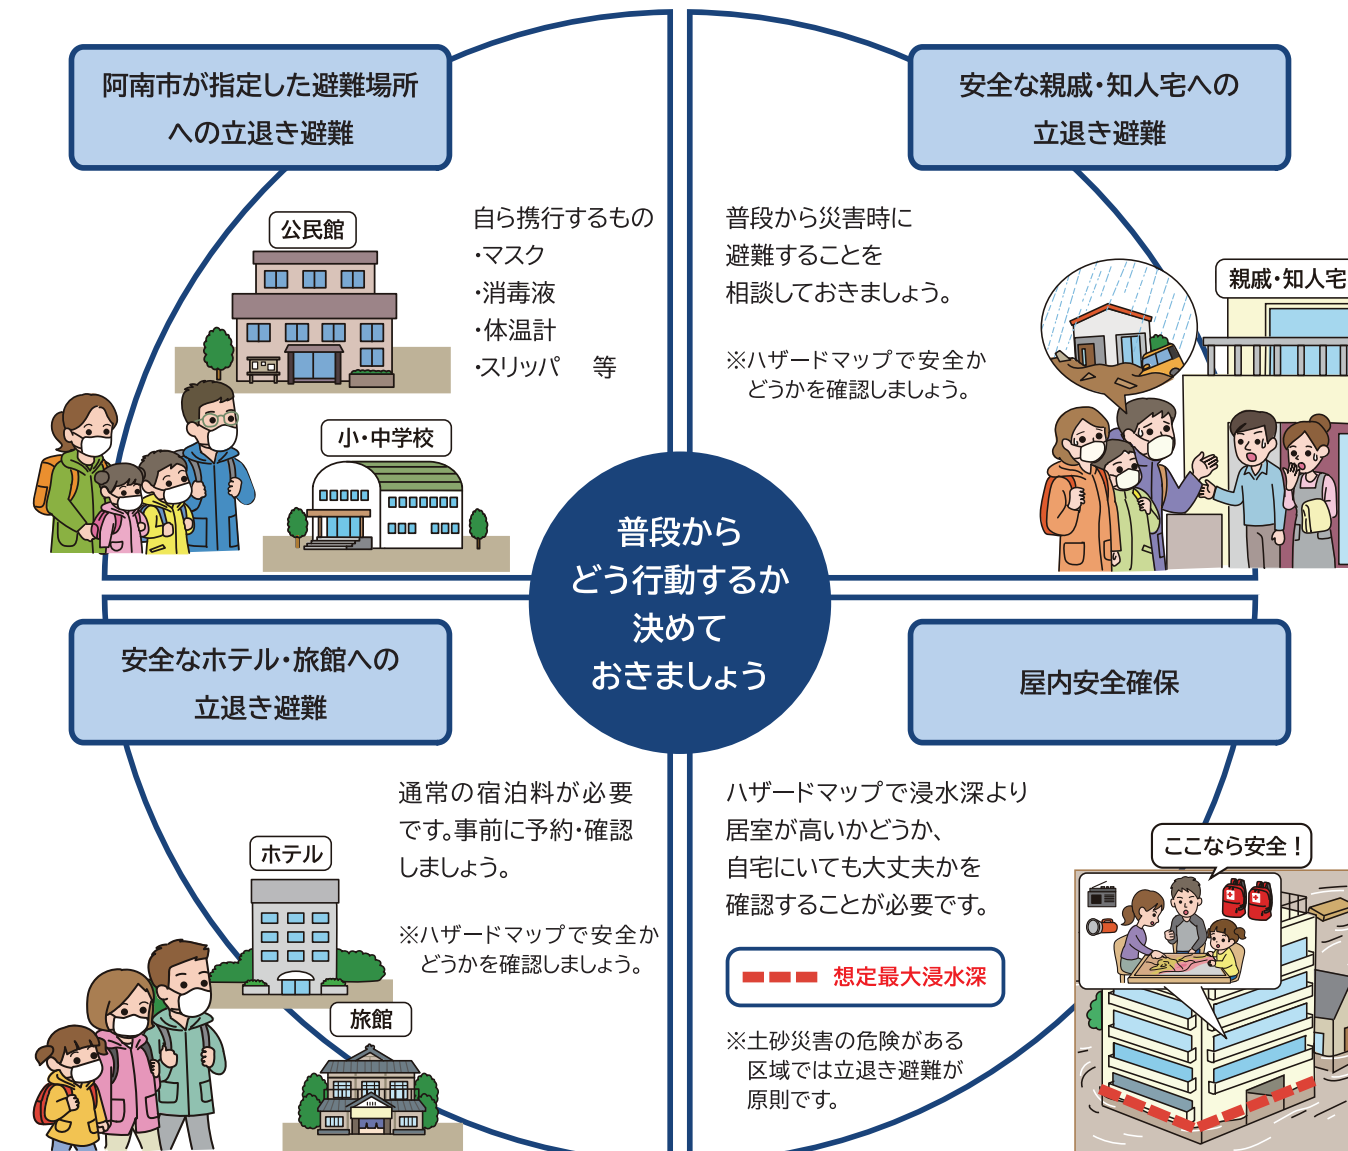 阿南市が指定した避難場所
への立退き避難
自ら携行するもの
・マスク
・消毒液
・体温計
・スリッパ　等
公民館
小・中学校
安全な親戚・知人宅への
立退き避難
普段から災害時に
避難することを
相談しておきましょう。
※ハザードマップで安全か
どうかを確認しましょう。
親戚・知人宅
普段から
どう行動するか
決めて
おきましょう
安全なホテル・旅館への
立退き避難
通常の宿泊料が必要
です。事前に予約・確認
しましょう。
※ハザードマップで安全か
どうかを確認しましょう。
ホテル
旅館
屋内安全確保
ハザードマップで浸水深より
居室が高いかどうか、
自宅にいても大丈夫かを
確認することが必要です。
想定最大浸水深
※土砂災害の危険がある
区域では立退き避難が
原則です。
ここなら安全！